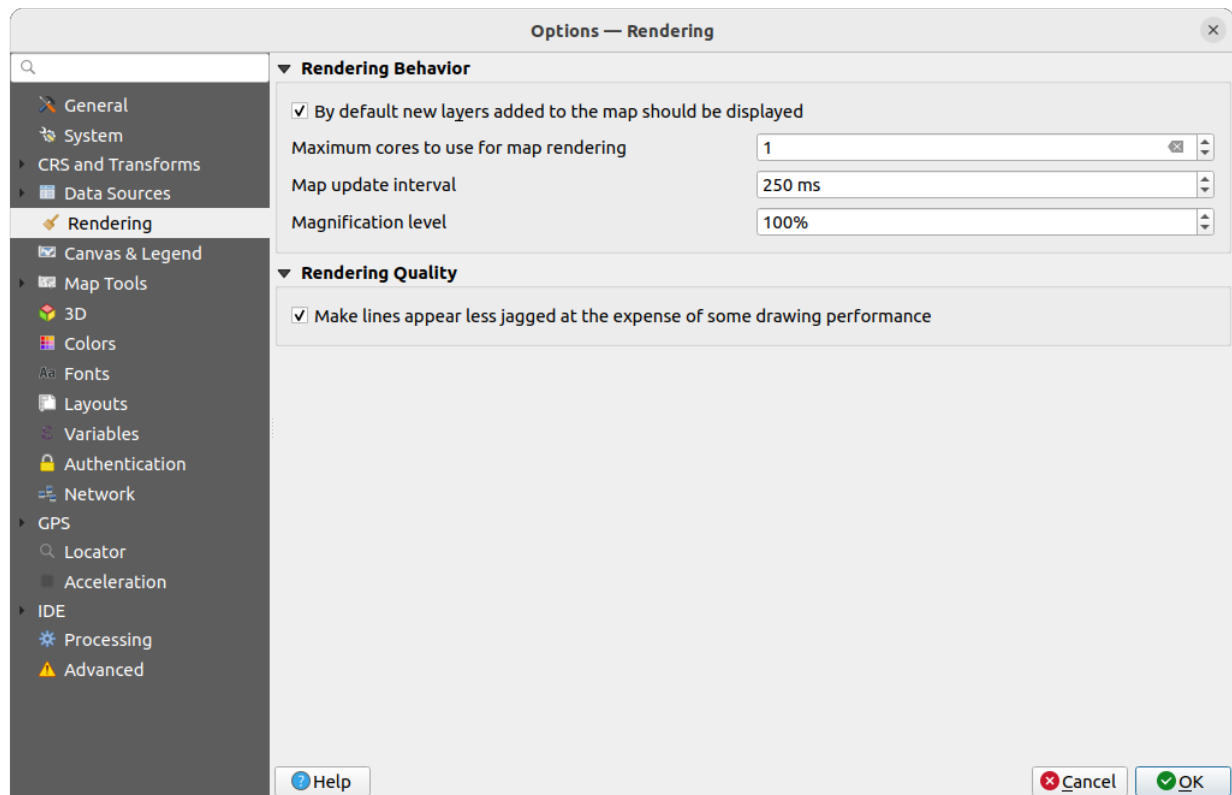 Options — Rendering
General
System
CRS and Transforms
Data Sources
Rendering
Canvas & Legend
Map Tools
3D
Colors
Aa Fonts
Layouts
Variables
Authentication
Network
GPS
Locator
Acceleration
IDE
Processing
Advanced
Rendering Behavior
By default new layers added to the map should be displayed
Maximum cores to use for map rendering 1
Map update interval 250 ms
Magnification level 100%
Rendering Quality
Make lines appear less jagged at the expense of some drawing performance
Help Cancel OK